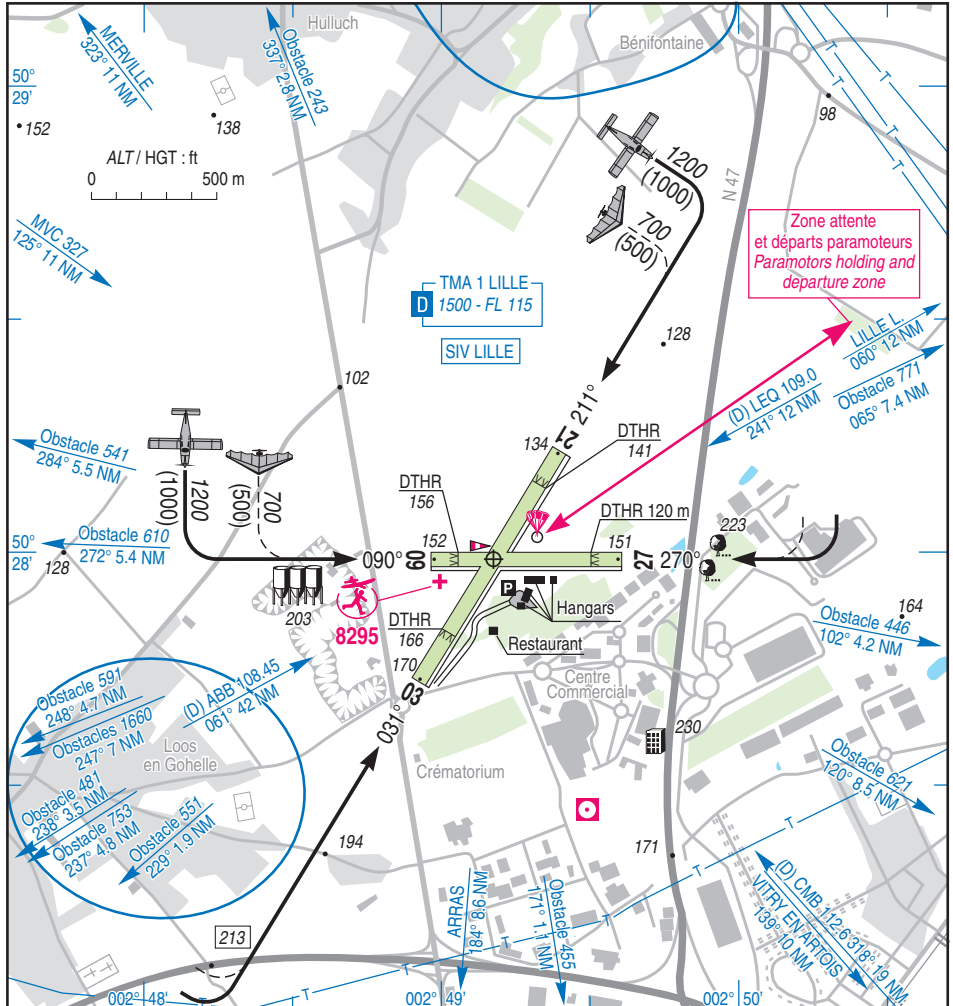 Hulluch
Bénifontaine
MERVILLE
323° 11 NM
Obstacle 243
337° 2.8 NM
50°
29'
152
138
98
ALT / HGT : ft
0
500 m
1200
(1000)
700
(500)
N 47
MVC 327
125° 11 NM
Zone attente
et départs paramoteurs
Paramotors holding and
departure zone
TMA 1 LILLE
D
1500 - FL 115
SIV LILLE
LILLE L.
060° 12 NM
Obstacle 771
065° 7.4 NM
(D) LEQ 109.0
241° 12 NM
128
102
211°
21
134
DTHR
141
Obstacle 541
284° 5.5 NM
1200
(1000)
700
(500)
DTHR
156
DTHR 120 m
223
Obstacle 610
272° 5.4 NM
50°
28'
128
090°
09
152
151
27
270°
203
8295
P
Hangars
Restaurant
164
Obstacle 446
102° 4.2 NM
DTHR
166
170
03
031°
Centre
Commercial
230
(D) ABB 108.45
061° 42 NM
Obstacle 591
248° 4.7 NM
Obstacles 1660
247° 7 NM
Loos
en Gohelle
Obstacle 481
238° 3.5 NM
Obstacle 753
237° 4.8 NM
Obstacle 551
229° 1.9 NM
Crématorium
Obstacle 621
120° 8.5 NM
194
171
T
T
T
T
T
T
T
T
T
213
ARRAS
184° 8.6 NM
Obstacle 455
171° 1.1 NM
(D) CMB 112.6 318° 19 NM
VITRY EN ARTOIS
139° 10 NM
002° 48'
002° 49'
002° 50'